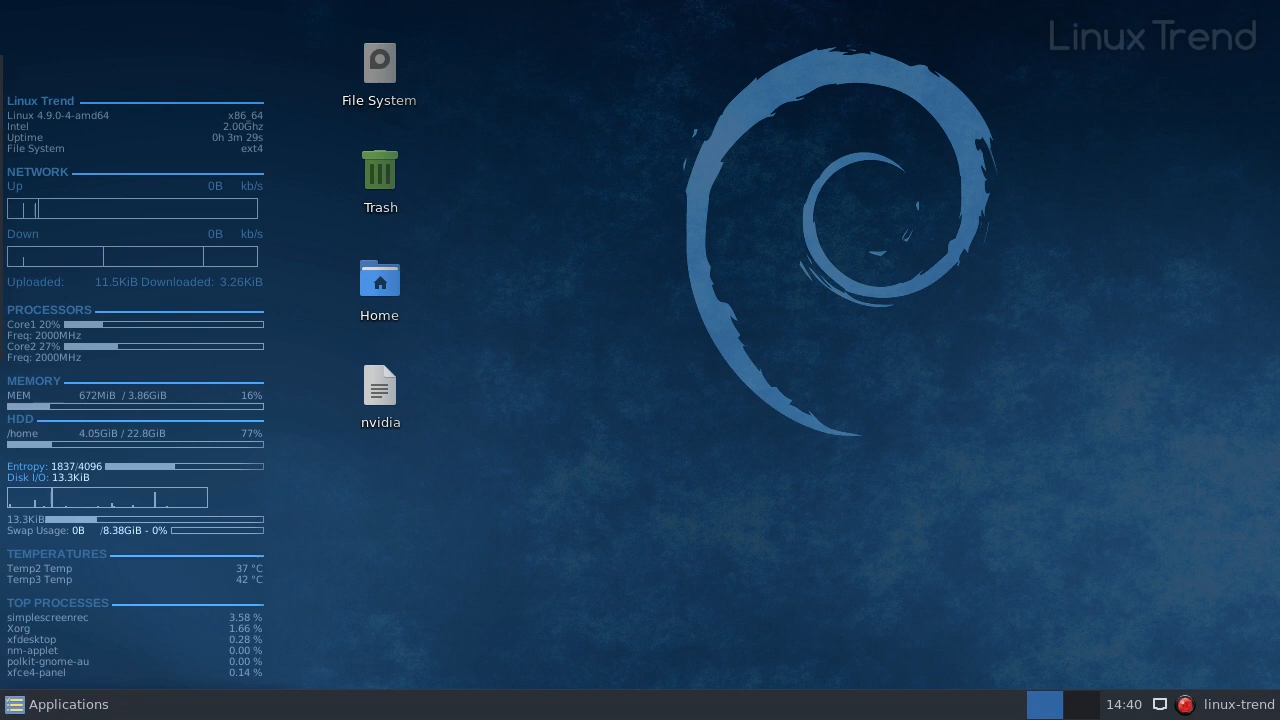 Linux Trend
Linux Trend
Linux 4.9.0-4-amd64 x86_64
Intel 2.00Ghz
Uptime 0h 3m 29s
File System ext4
NETWORK
Up 0B kb/s
Down 0B kb/s
Uploaded: 11.5KiB Downloaded: 3.26KiB
PROCESSORS
Core1 20%
Freq: 2000MHz
Core2 27%
Freq: 2000MHz
MEMORY
MEM 672MiB / 3.86GiB 16%
HDD
/home 4.05GiB / 22.8GiB 77%
Entropy: 1837/4096
Disk I/O: 13.3KiB
13.3KiB
Swap Usage: 0B /8.38GiB - 0%
TEMPERATURES
Temp2 Temp 37 °C
Temp3 Temp 42 °C
TOP PROCESSES
simplescreenrec 3.58 %
Xorg 1.66 %
xfdesktop 0.28 %
nm-applet 0.00 %
polkit-gnome-au 0.00 %
xfce4-panel 0.14 %
File System
Trash
Home
nvidia
Applications 14:40 linux-trend